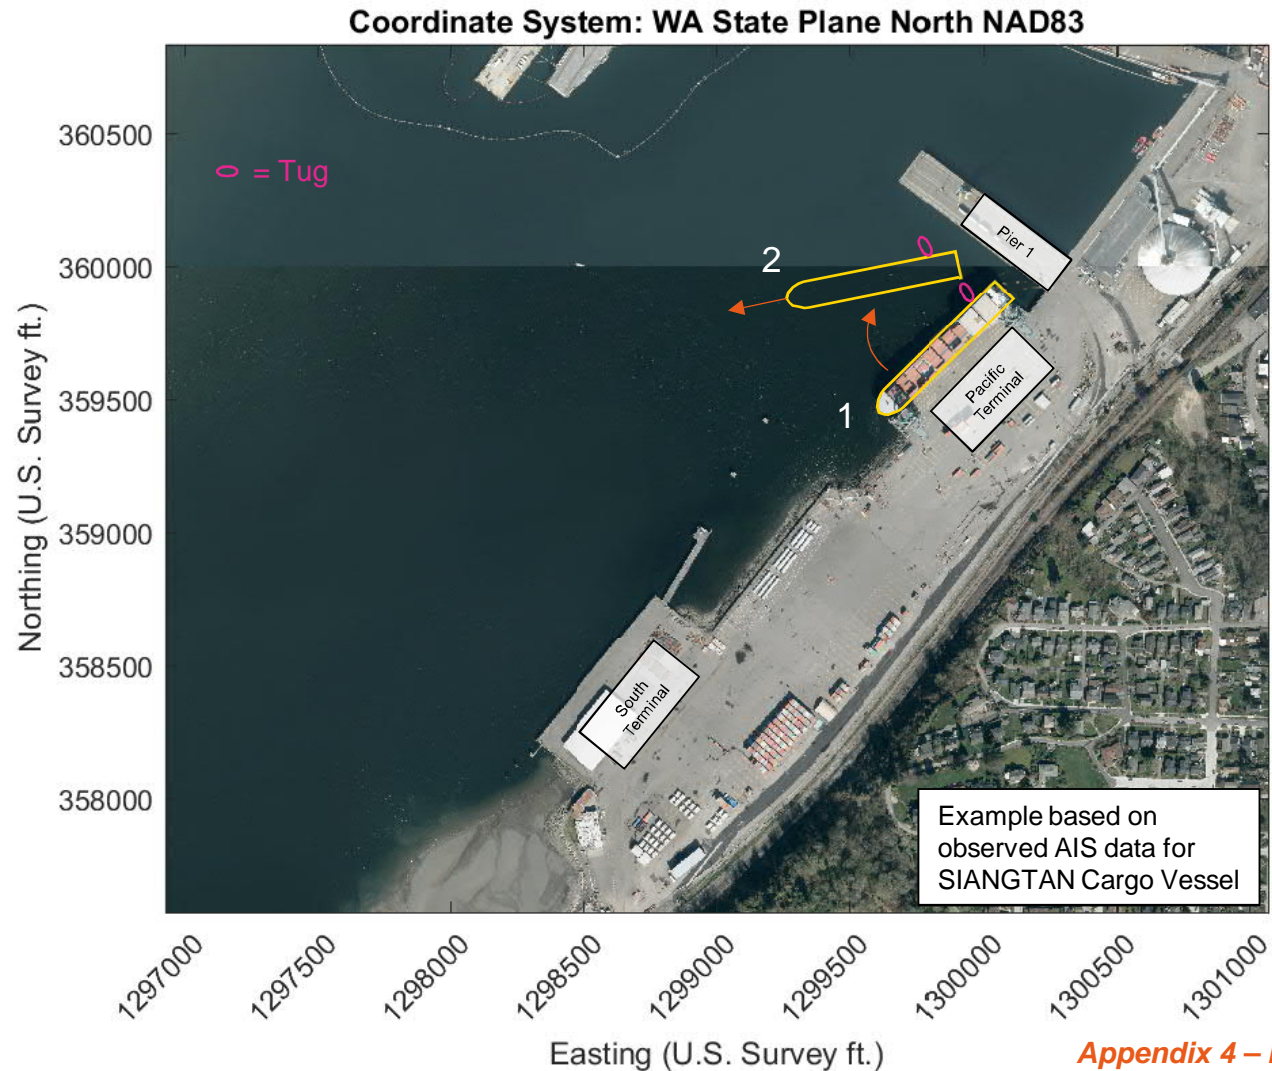 Coordinate System: WA State Plane North NAD83
360500
360000
359500
359000
358500
358000
Northing (U.S. Survey ft.)
= Tug
2
1
Pier 1
Pacific
Terminal
South
Terminal
Example based on
observed AIS data for
SIANGTAN Cargo Vessel
1297000
1297500
1298000
1298500
1299000
1299500
1300000
1300500
1301000
Easting (U.S. Survey ft.)
Appendix 4 –